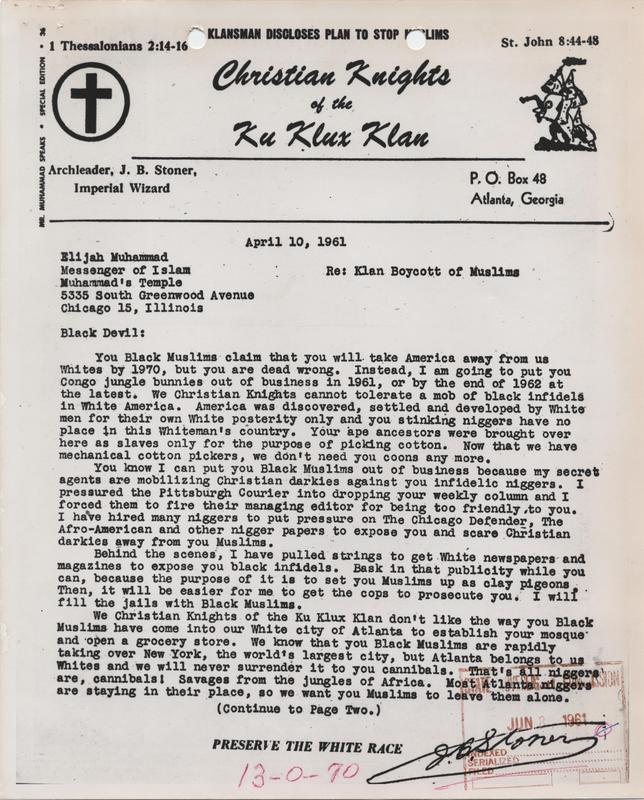 KLANSMAN DISCLOSES PLAN TO STOP M LIMS
1 Thessalonians 2:14-16
St. John 8:44-48
MR. MUHAMMAD SPEAKS • SPECIAL EDITION • 36
Christian Knights
of the
Ku Klux Klan
Archleader, J. B. Stoner,
Imperial Wizard
P. O. Box 48
Atlanta, Georgia
April 10, 1961
Elijah Muhammad
Messenger of Islam
Re: Klan Boycott of Muslims
Muhammad's Temple
5335 South Greenwood Avenue
Chicago 15, Illinois
Black Devil:
You Black Muslims claim that you will take America away from us
Whites by 1970, but you are dead wrong. Instead, I am going to put you
Congo jungle bunnies out of business in 1961, or by the end of 1962 at
the latest. We Christian Knights cannot tolerate a mob of black infidels
in White America. America was discovered, settled and developed by White
men for their own White posterity only and you stinking niggers have no
place in this Whiteman's country. Your ape ancestors were brought over
here as slaves only for the purpose of picking cotton. Now that we have
mechanical cotton pickers, we don't need you coons any more.
You know I can put you Black Muslims out of business because my secret
agents are mobilizing Christian darkies against you infidelic niggers. I
pressured the Pittsburgh Courier into dropping your weekly column and I
forced them to fire their managing editor for being too friendly to you.
I have hired many niggers to put pressure on The Chicago Defender, The
Afro-American and other nigger papers to expose you and scare Christian
darkies away from you Muslims.
Behind the scenes, I have pulled strings to get White newspapers and
magazines to expose you black infidels. Bask in that publicity while you
can, because the purpose of it is to set you Muslims up as clay pigeons.
Then, it will be easier for me to get the cops to prosecute you. I will
fill the jails with Black Muslims.
We Christian Knights of the Ku Klux Klan don't like the way you Black
Muslims have come into our White city of Atlanta to establish your mosque
and open a grocery store. We know that you Black Muslims are rapidly
taking over New York, the world's largest city, but Atlanta belongs to us
Whites and we will never surrender it to cannibals. That's all niggers
are, cannibals! Savages from the jungles of Africa. Most Atlanta niggers
are staying in their place, so we want you Muslims to leave them alone.
(Continue to Page Two.)
JUN 1961
PRESERVE THE WHITE RACE
J. B. Stoner
INDEXED
SERIALIZED
FILED
13-0-70